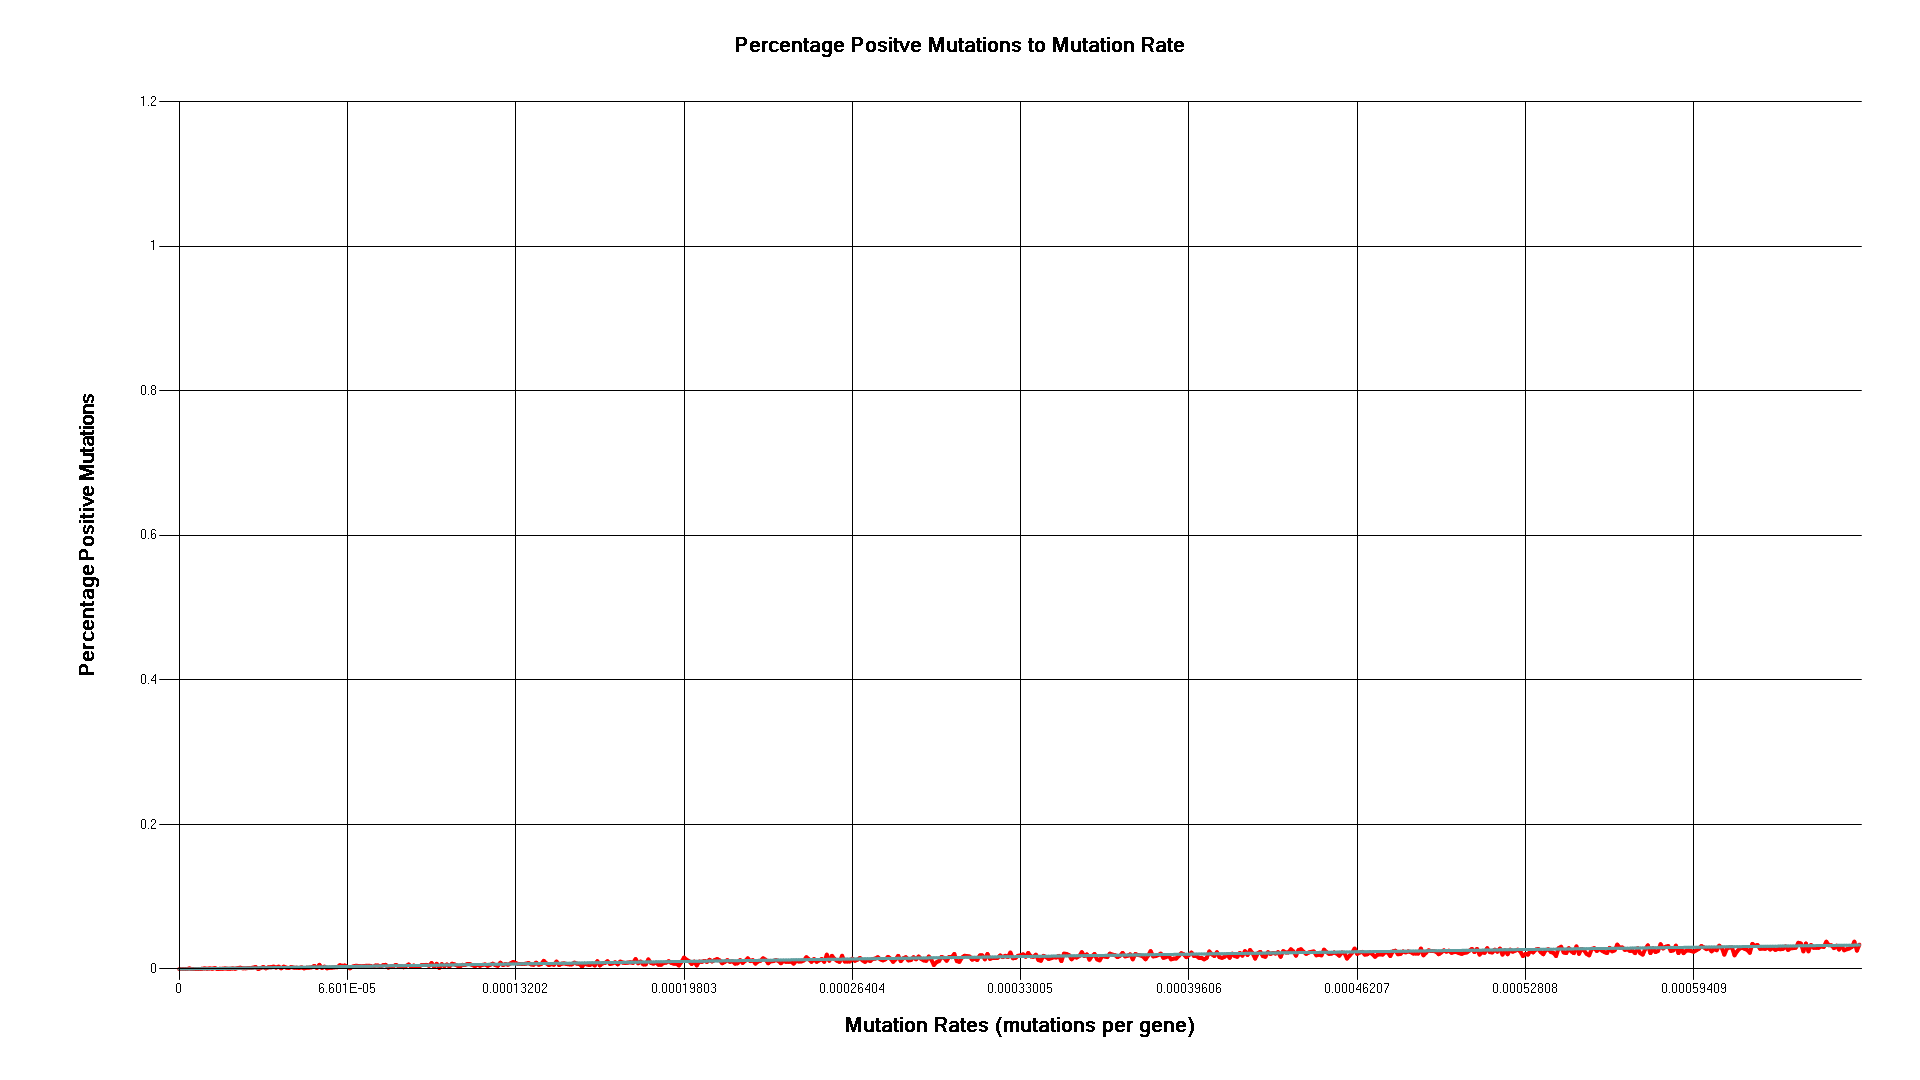 Percentage Positve Mutations to Mutation Rate
1.2
1
0.8
0.6
0.4
0.2
0
Percentage Positive Mutations
0 6.601E-05 0.00013202 0.00019803 0.00026404 0.00033005 0.00039606 0.00046207 0.00052808 0.00059409
Mutation Rates (mutations per gene)